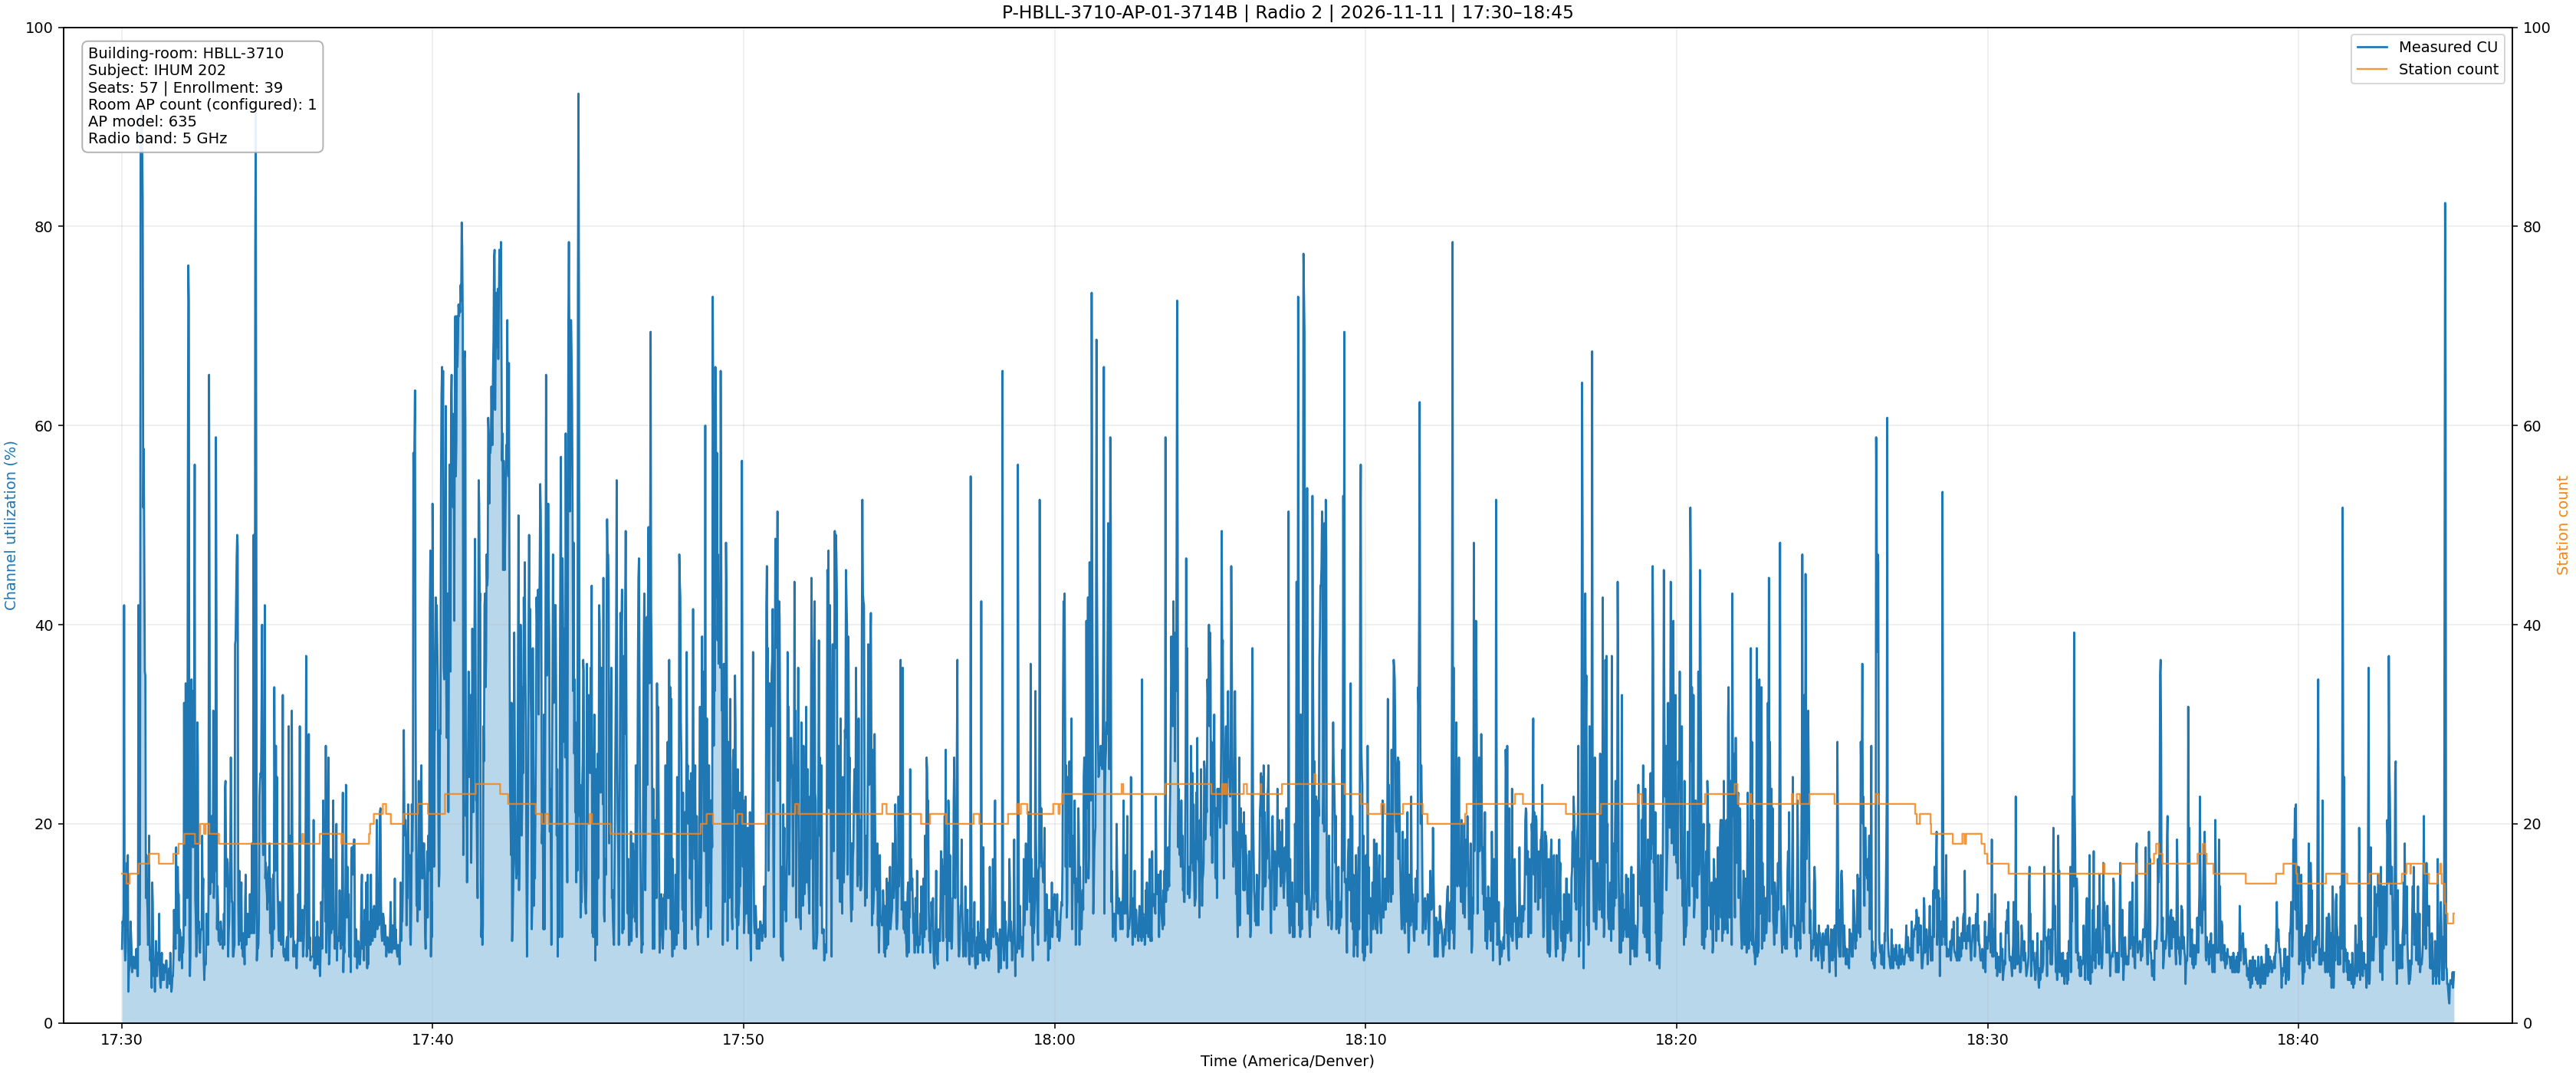 P-HBLL-3710-AP-01-3714B | Radio 2 | 2026-11-11 | 17:30–18:45
Building-room: HBLL-3710
Subject: IHUM 202
Seats: 57 | Enrollment: 39
Room AP count (configured): 1
AP model: 635
Radio band: 5 GHz
Measured CU
Station count
Channel utilization (%)
100
80
60
40
20
0
Station count
100
80
60
40
20
0
17:30
17:40
17:50
18:00
18:10
18:20
18:30
18:40
Time (America/Denver)